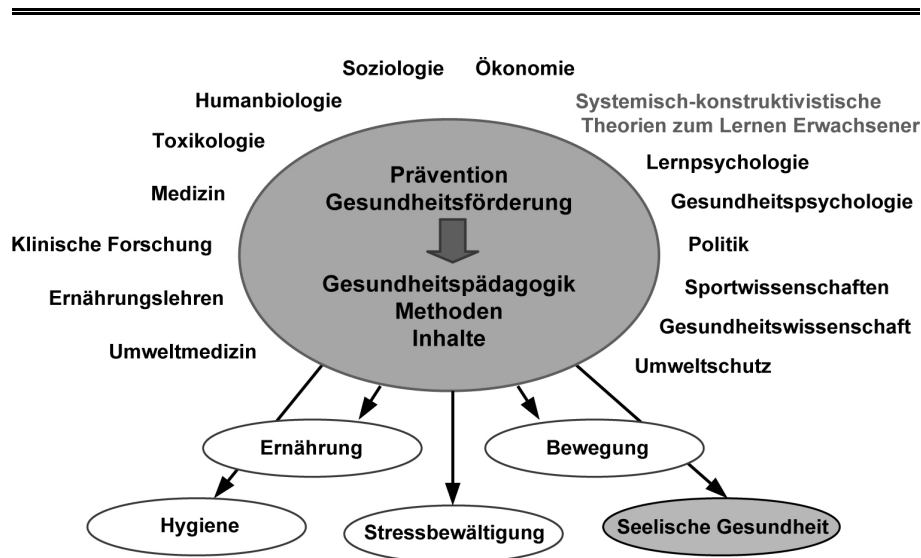 Soziologie Ökonomie
Humanbiologie
Systemisch-konstruktivistische
Theorien zum Lernen Erwachsener
Toxikologie
Lernpsychologie
Prävention
Medizin
Gesundheitsförderung
Gesundheitspsychologie
Klinische Forschung
Politik
Gesundheitspädagogik
Sportwissenschaften
Ernährungslehren
Methoden
Gesundheitswissenschaft
Inhalte
Umweltmedizin
Umweltschutz
Ernährung
Bewegung
Hygiene
Stressbewältigung
Seelische Gesundheit